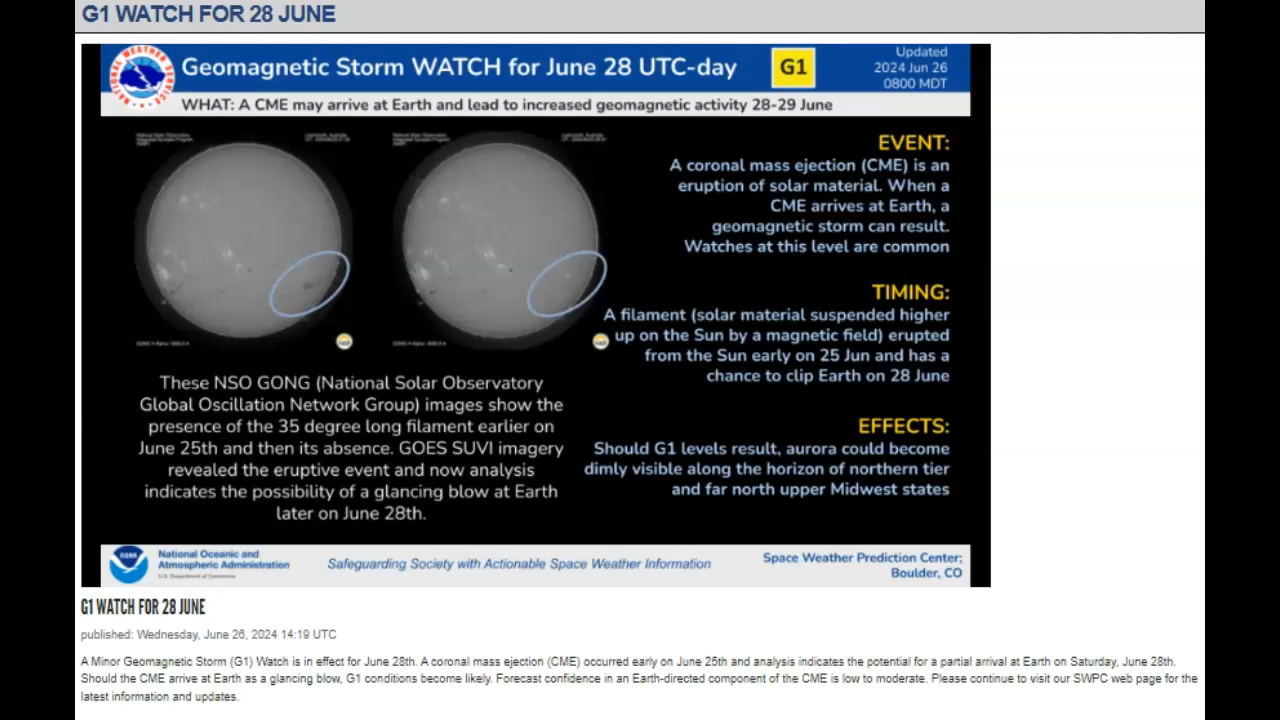 G1 WATCH FOR 28 JUNE
Geomagnetic Storm WATCH for June 28 UTC-day
G1
Updated
2024 Jun 26
0800 MDT
WHAT: A CME may arrive at Earth and lead to increased geomagnetic activity 28-29 June
NATIONAL WEATHER SERVICE
EVENT:
A coronal mass ejection (CME) is an
eruption of solar material. When a
CME arrives at Earth, a
geomagnetic storm can result.
Watches at this level are common
TIMING:
A filament (solar material suspended higher
up on the Sun by a magnetic field) erupted
from the Sun early on 25 Jun and has a
chance to clip Earth on 28 June
These NSO GONG (National Solar Observatory
Global Oscillation Network Group) images show the
presence of the 35 degree long filament earlier on
June 25th and then its absence. GOES SUVI imagery
revealed the eruptive event and now analysis
indicates the possibility of a glancing blow at Earth
later on June 28th.
EFFECTS:
Should G1 levels result, aurora could become
dimly visible along the horizon of northern tier
and far north upper Midwest states
National Oceanic and
Atmospheric Administration
U.S. Department of Commerce
Safeguarding Society with Actionable Space Weather Information
Space Weather Prediction Center;
Boulder, CO
G1 WATCH FOR 28 JUNE
published: Wednesday, June 26, 2024 14:19 UTC
A Minor Geomagnetic Storm (G1) Watch is in effect for June 28th. A coronal mass ejection (CME) occurred early on June 25th and analysis indicates the potential for a partial arrival at Earth on Saturday, June 28th.
Should the CME arrive at Earth as a glancing blow, G1 conditions become likely. Forecast confidence in an Earth-directed component of the CME is low to moderate. Please continue to visit our SWPC web page for the
latest information and updates.